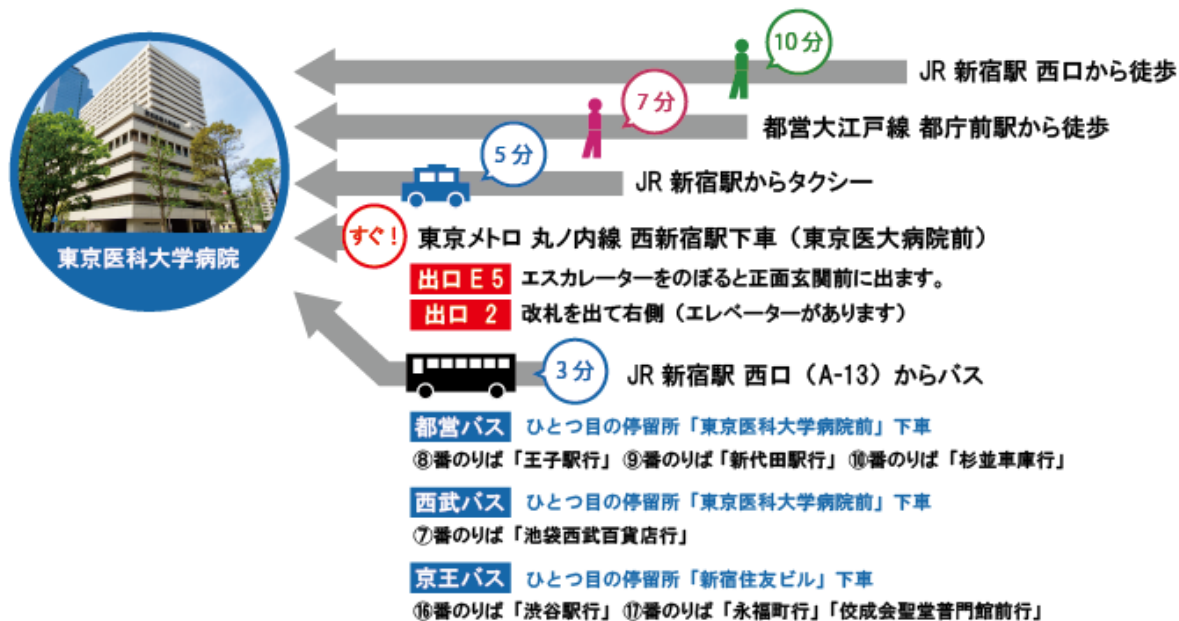 10分
JR 新宿駅 西口から徒歩
7分
都営大江戸線 都庁前駅から徒歩
5分
JR 新宿駅からタクシー
東京医科大学病院
すぐ!
東京メトロ 丸ノ内線 西新宿駅下車（東京医大病院前）
出口 E 5 エスカレーターをのぼると正面玄関前に出ます。
出口 2 改札を出て右側（エレベーターがあります）
3分
JR 新宿駅 西口（A-13）からバス
都営バス ひとつ目の停留所「東京医科大学病院前」下車
⑧番のりば「王子駅行」 ⑨番のりば「新代田駅行」 ⑩番のりば「杉並車庫行」
西武バス ひとつ目の停留所「東京医科大学病院前」下車
⑦番のりば「池袋西武百貨店行」
京王バス ひとつ目の停留所「新宿住友ビル」下車
⑯番のりば「渋谷駅行」 ⑰番のりば「永福町行」「佼成会聖堂普門館前行」